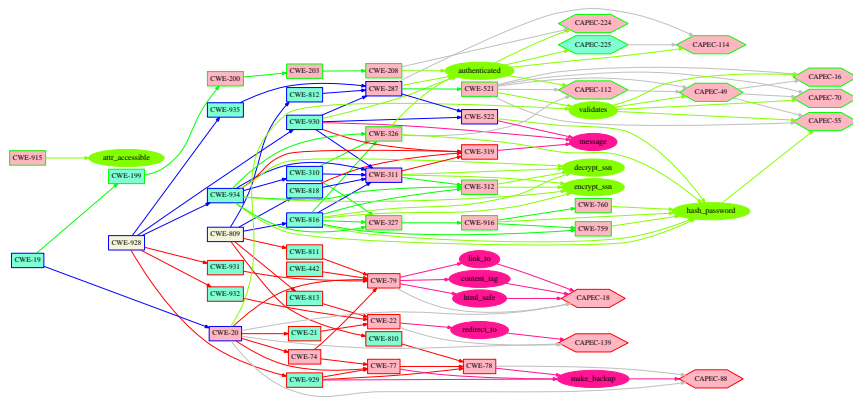 CAPEC-224
CWE-208
CAPEC-225
CAPEC-114
CWE-203
authenticated
CWE-200
CAPEC-16
CWE-812
CWE-287
CWE-521
CAPEC-112
CAPEC-49
CAPEC-70
CWE-935
validates
CWE-930
CWE-522
CAPEC-55
CWE-326
message
CWE-915
attr_accessible
CWE-319
CWE-199
CWE-310
CWE-311
decrypt_ssn
CWE-934
CWE-818
CWE-312
encrypt_ssn
CWE-816
CWE-327
CWE-916
CWE-760
hash_password
CWE-928
CWE-809
CWE-759
CWE-19
CWE-811
link_to
CWE-931
CWE-442
CWE-79
content_tag
CWE-932
CWE-813
html_safe
CAPEC-18
CWE-20
CWE-21
CWE-22
redirect_to
CWE-810
CAPEC-139
CWE-74
CWE-77
CWE-78
CWE-929
make_backup
CAPEC-88